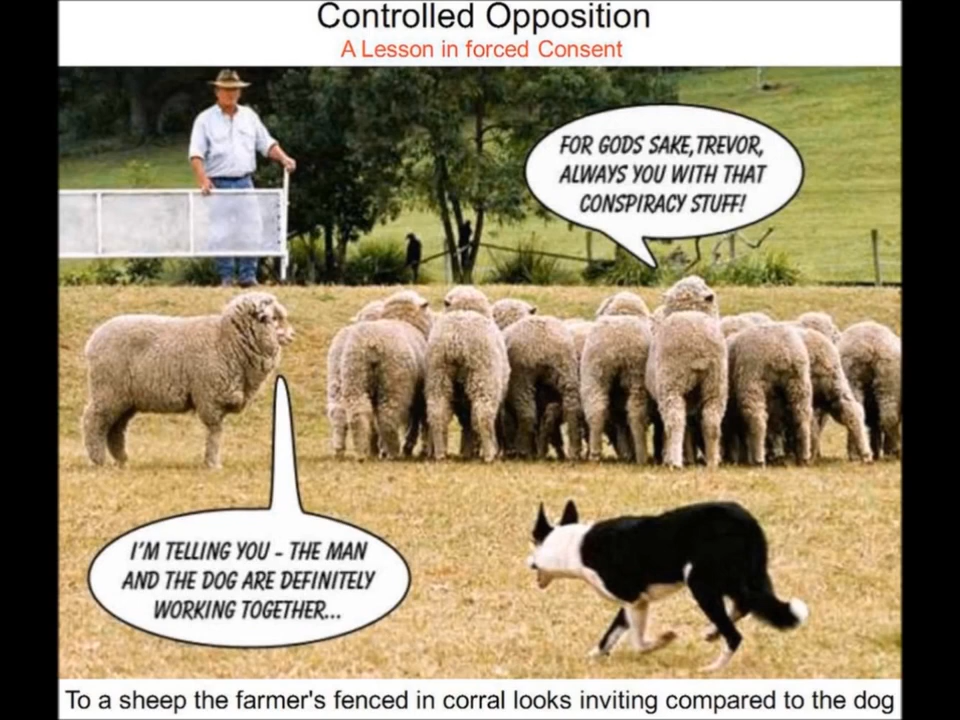 Controlled Opposition
A Lesson in forced Consent
FOR GODS SAKE, TREVOR,
ALWAYS YOU WITH THAT
CONSPIRACY STUFF!
I'M TELLING YOU - THE MAN
AND THE DOG ARE DEFINITELY
WORKING TOGETHER...
To a sheep the farmer's fenced in corral looks inviting compared to the dog